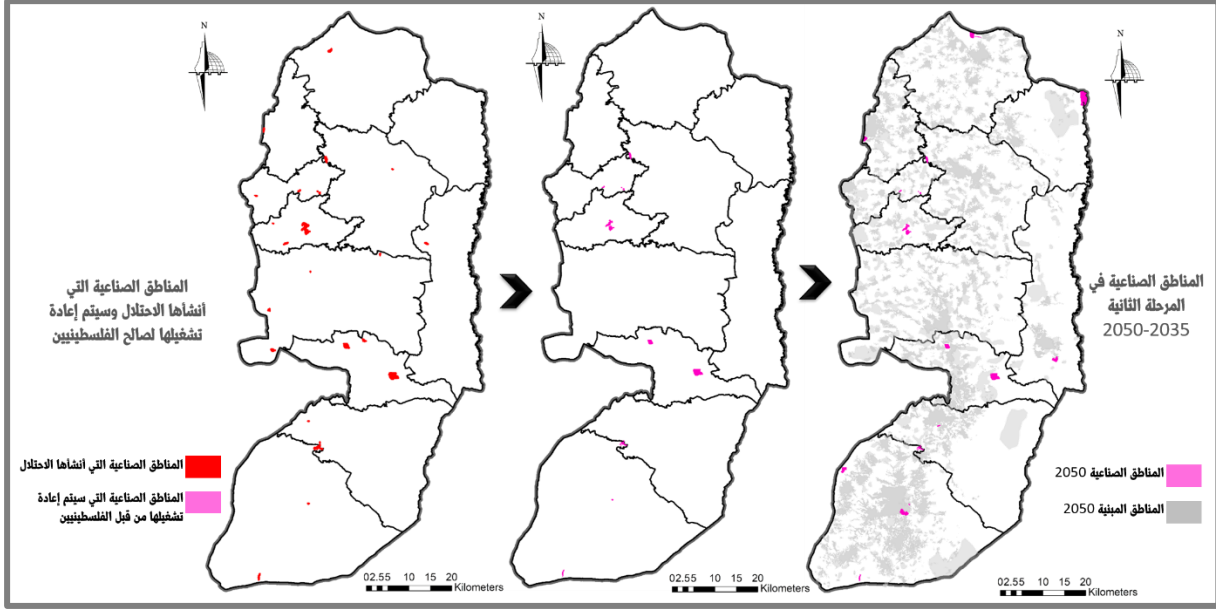 N
N
N
المناطق الصناعية التي
أنشأها الاحتلال وسيتم إعادة
تشغيلها لصالح الفلسطينيين
المناطق الصناعية في
المرحلة الثانية
2050-2035
المناطق الصناعية التي أنشأها الاحتلال
المناطق الصناعية التي سيتم إعادة
تشغيلها من قبل الفلسطينيين
المناطق الصناعية 2050
المناطق المبنية 2050
02.55 10 15 20
Kilometers
02.55 10 15 20
Kilometers
02.55 10 15 20
Kilometers